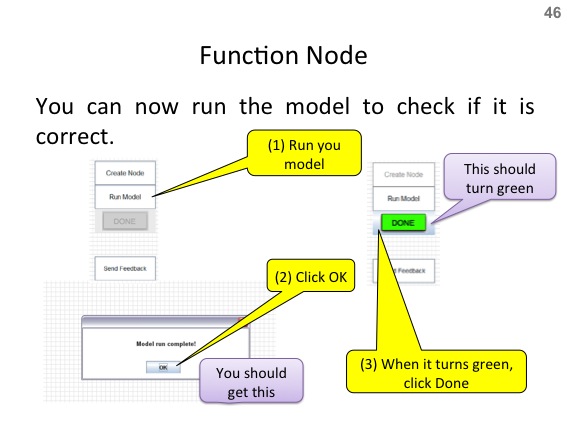 46
Function Node
You can now run the model to check if it is
correct.
(1) Run you
model
Create Node
Run Model
DONE
Send Feedback
Create Node
Run Model
DONE
Feedback
This should
turn green
(2) Click OK
Model run complete!
OK
You should
get this
(3) When it turns green,
click Done